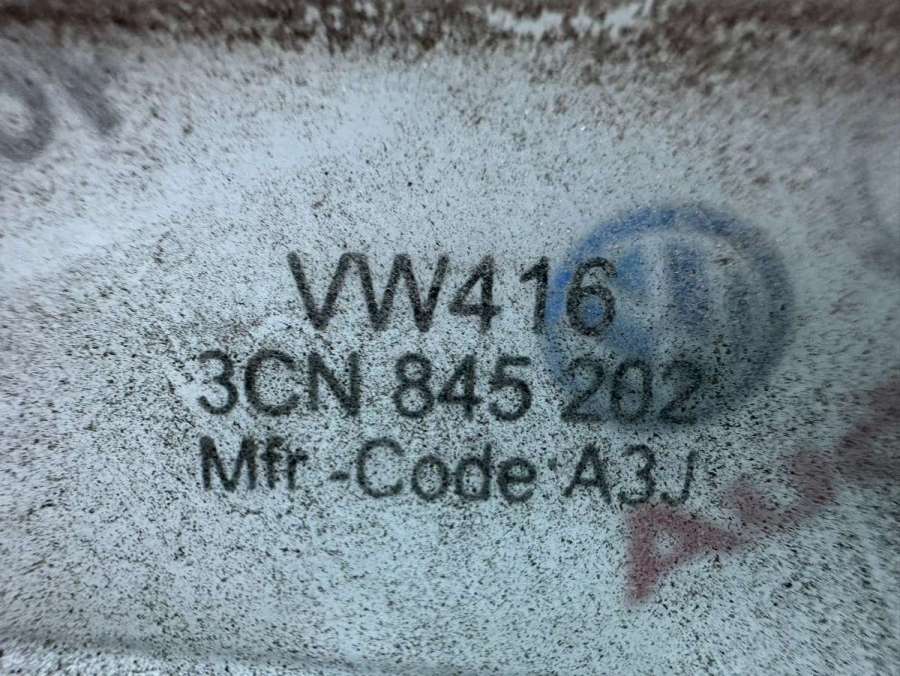 VW416
3CN 845 202
Mfr.-Code:A3J